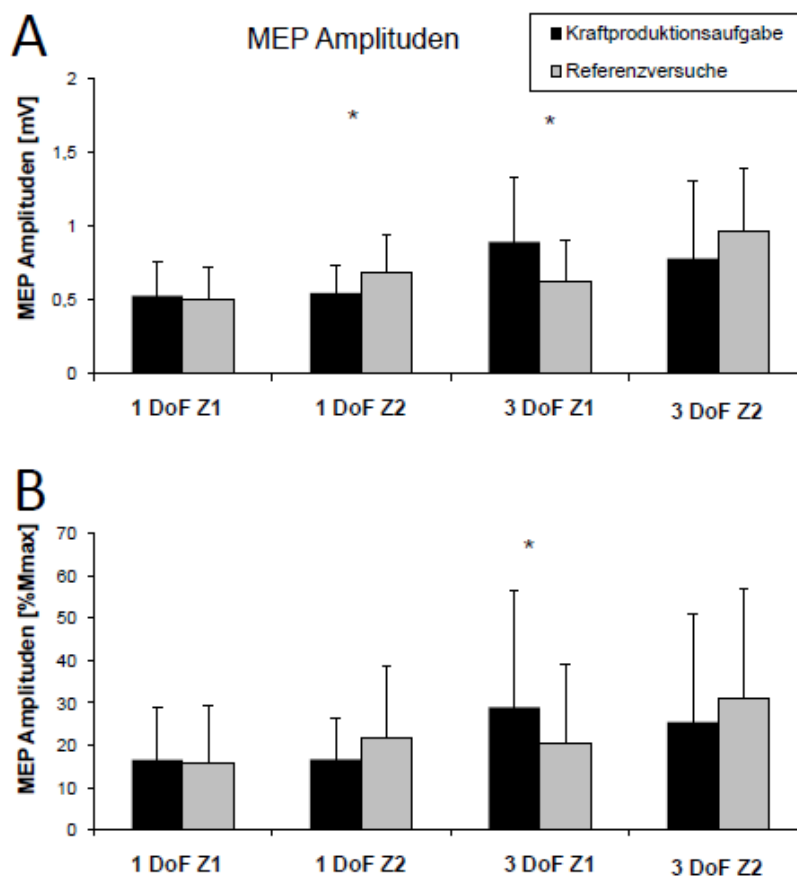 A
MEP Amplituden
Kraftproduktionsaufgabe
Referenzversuche
MEP Amplituden [mV]
2
*
*
1,5
1
0,5
0
1 DoF Z1
1 DoF Z2
3 DoF Z1
3 DoF Z2
B
MEP Amplituden [%Mmax]
70
*
60
50
40
30
20
10
0
1 DoF Z1
1 DoF Z2
3 DoF Z1
3 DoF Z2